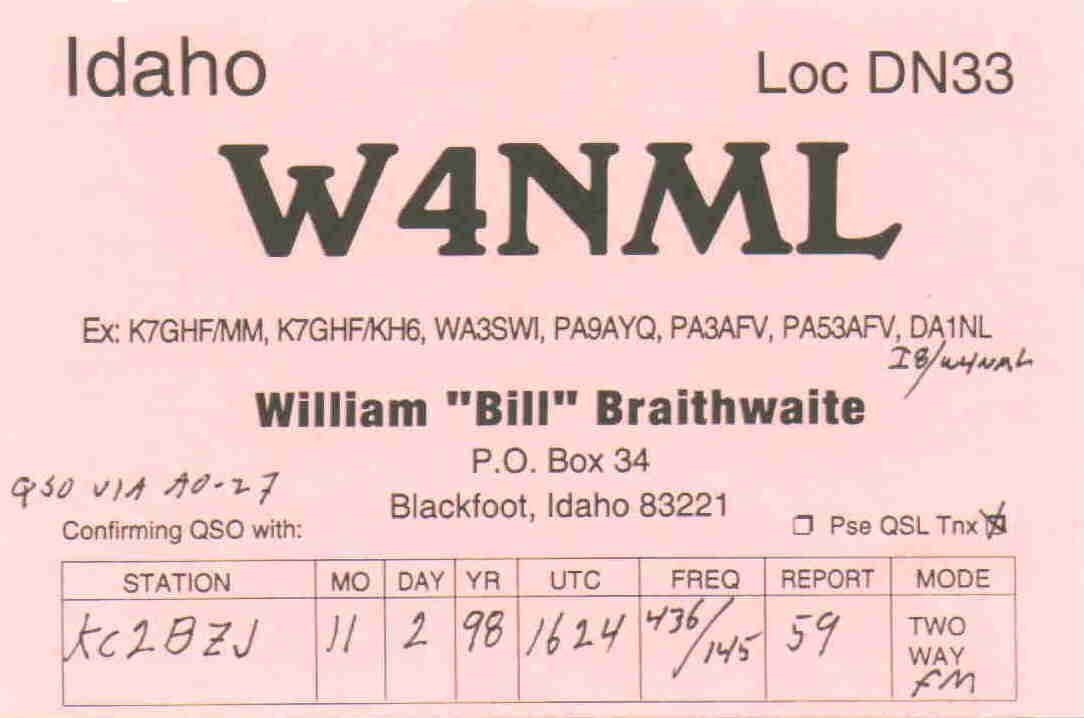 Idaho Loc DN33
W4NML
Ex: K7GHF/MM, K7GHF/KH6, WA3SWI, PA9AYQ, PA3AFV, PA53AFV, DA1NL
I8/W4NML
William "Bill" Braithwaite
P.O. Box 34
QSO VIA AO-27
Blackfoot, Idaho 83221
Confirming QSO with: ☐ Pse QSL Tnx ☒
STATION MO DAY YR UTC FREQ REPORT MODE
KC2BZJ 11 2 98 1624 436/145 59 TWO
WAY
FM